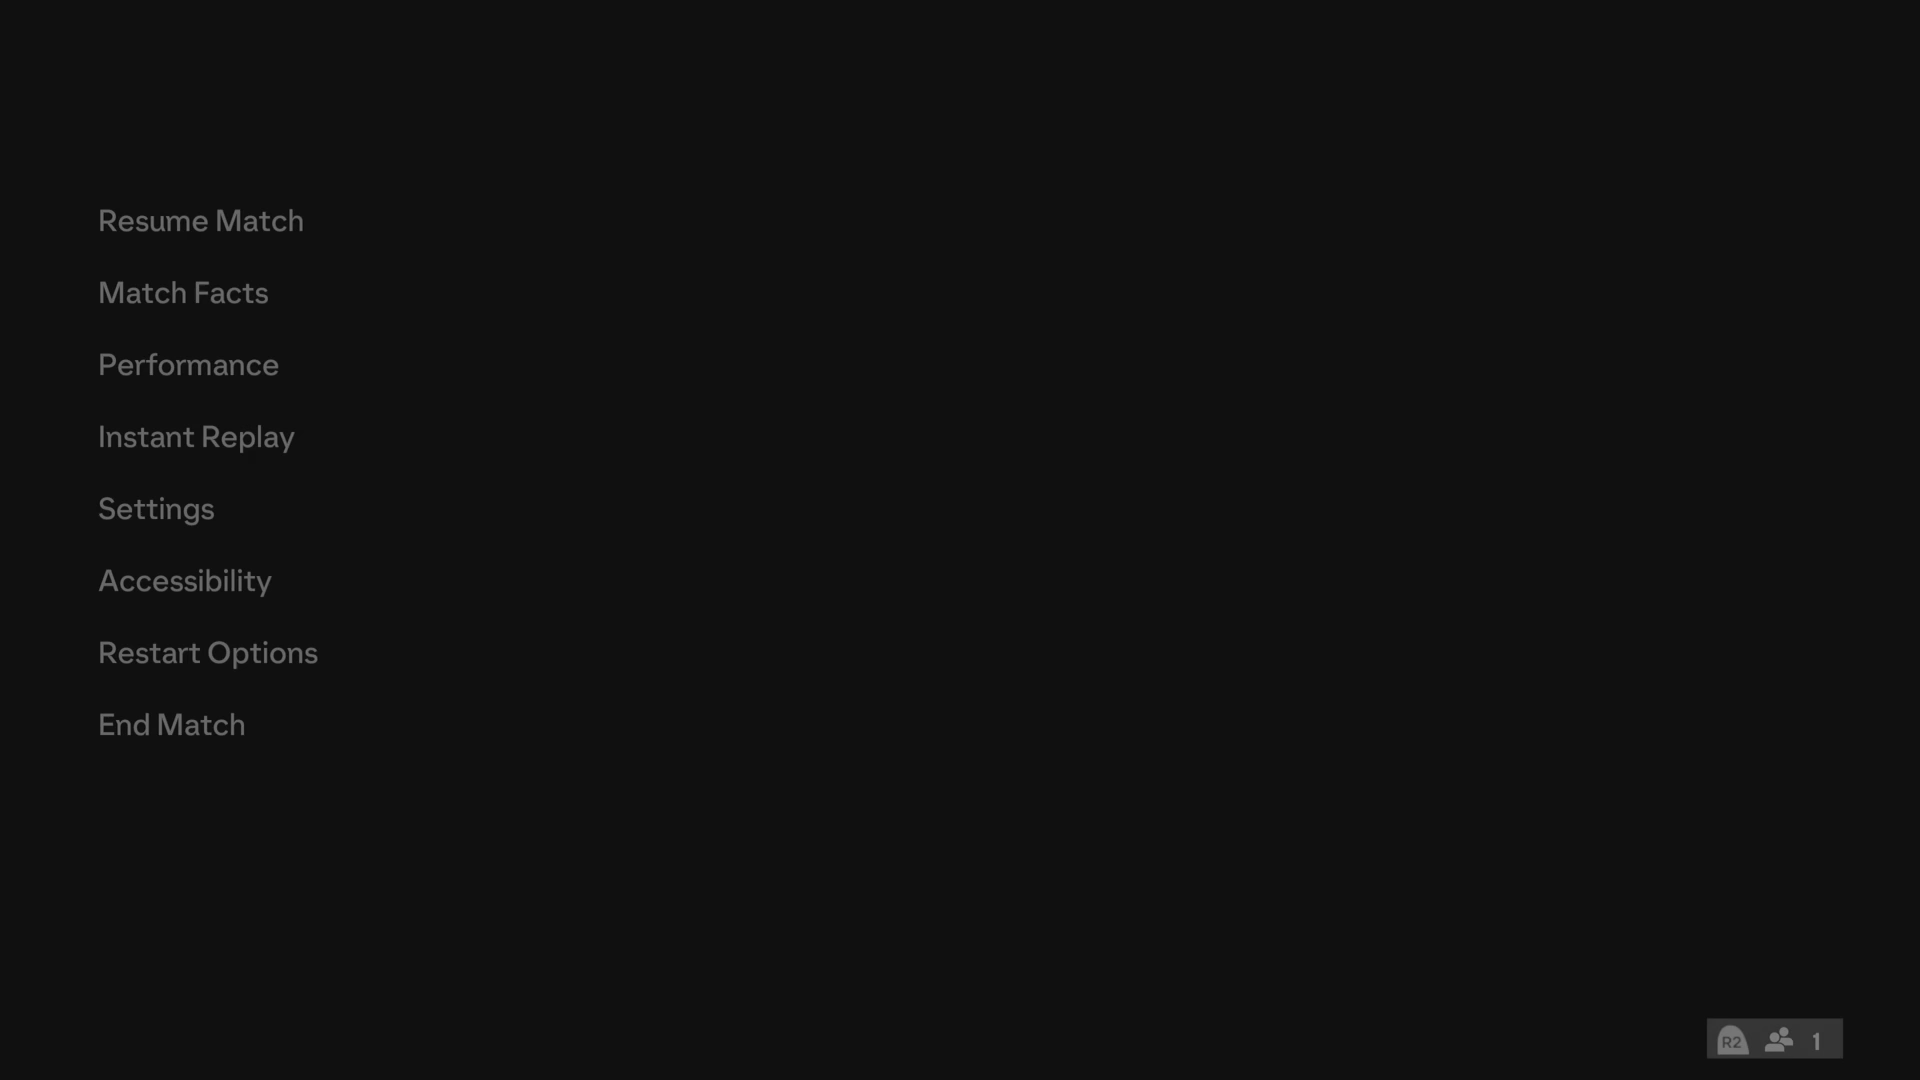 Resume Match
Match Facts
Performance
Instant Replay
Settings
Accessibility
Restart Options
End Match
R2 1